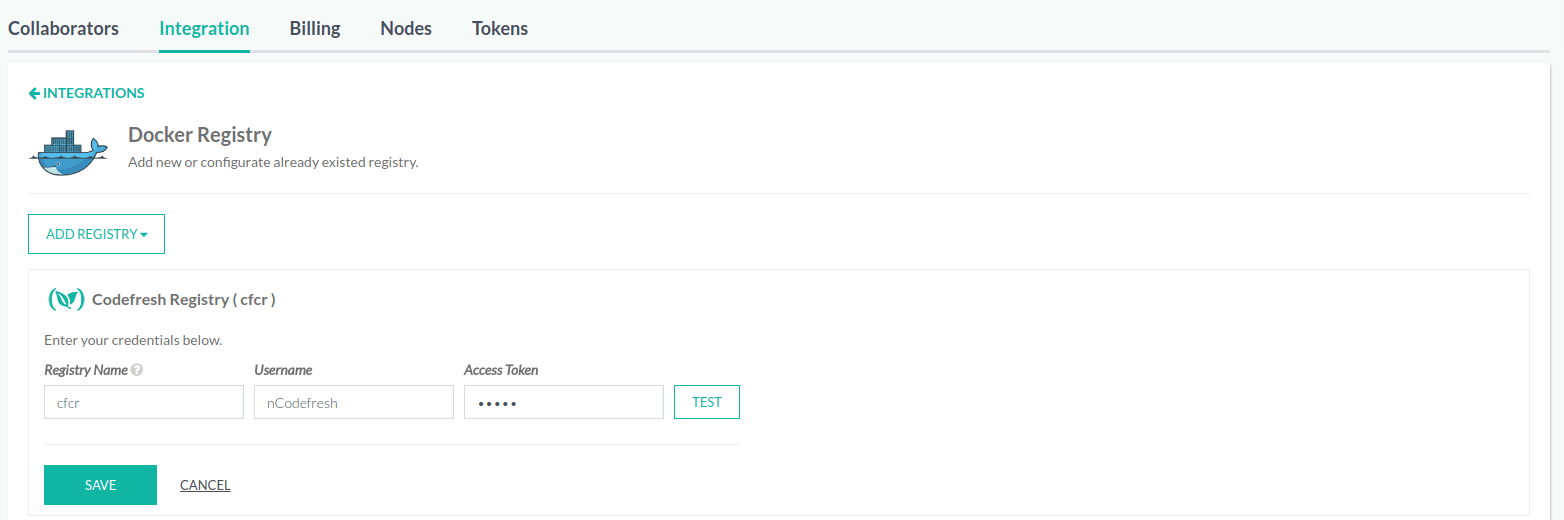 Collaborators Integration Billing Nodes Tokens
INTEGRATIONS
Docker Registry
Add new or configurate already existed registry.
ADD REGISTRY
Codefresh Registry ( cfcr )
Enter your credentials below.
Registry Name ? Username Access Token
cfcr nCodefresh ••••• TEST
SAVE CANCEL